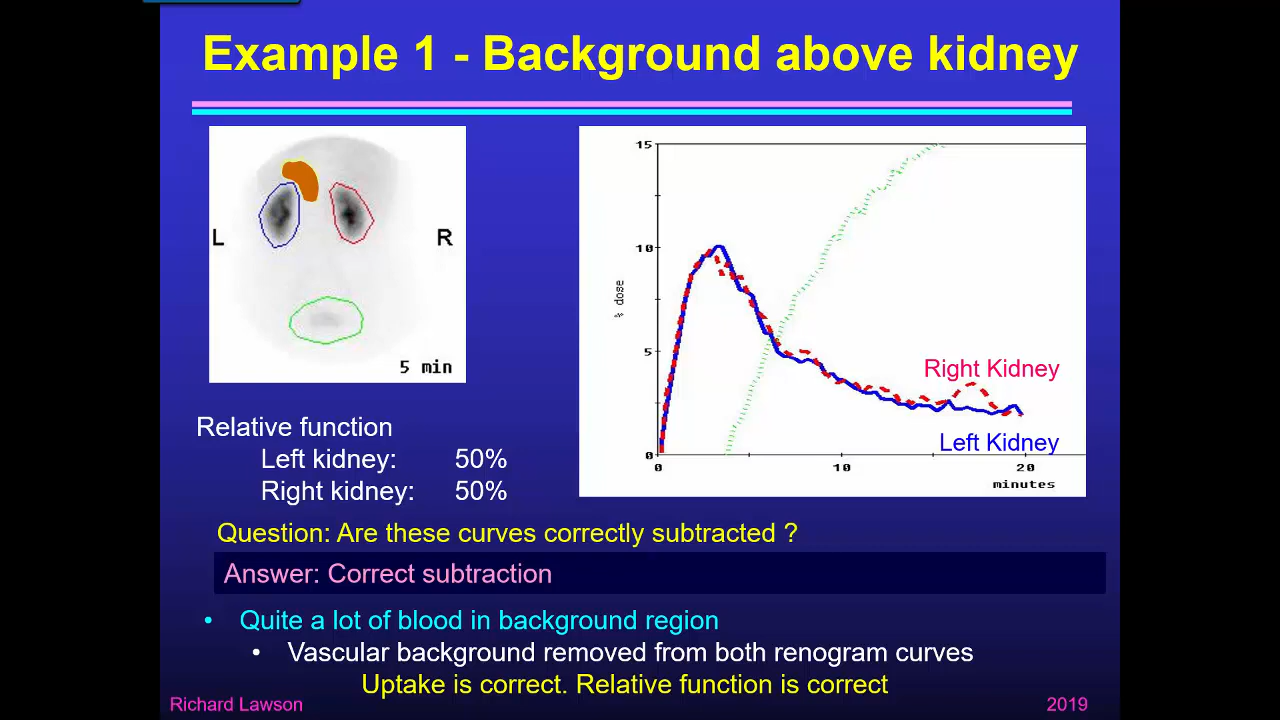 Example 1 - Background above kidney
L
R
5 min
15
10
5
0
% dose
0
10
20
minutes
Right Kidney
Left Kidney
Relative function
Left kidney: 50%
Right kidney: 50%
Question: Are these curves correctly subtracted ?
Answer: Correct subtraction
• Quite a lot of blood in background region
• Vascular background removed from both renogram curves
Uptake is correct. Relative function is correct
Richard Lawson
2019